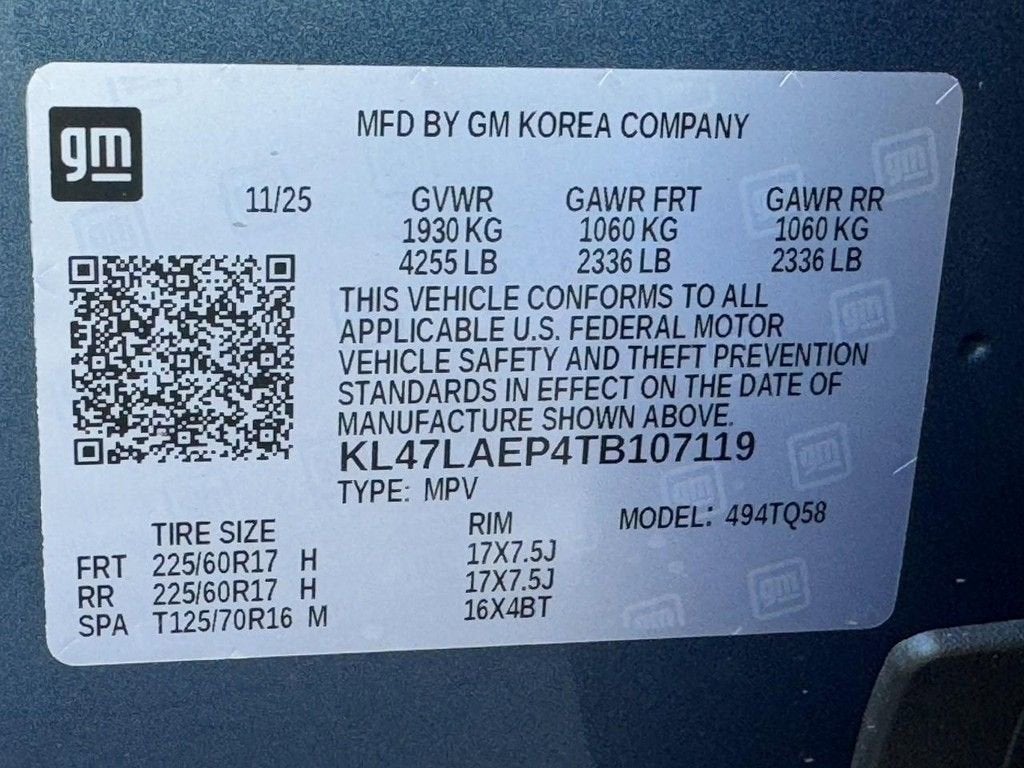 gm
MFD BY GM KOREA COMPANY
11/25 GVWR GAWR FRT GAWR RR
1930 KG 1060 KG 1060 KG
4255 LB 2336 LB 2336 LB
THIS VEHICLE CONFORMS TO ALL
APPLICABLE U.S. FEDERAL MOTOR
VEHICLE SAFETY AND THEFT PREVENTION
STANDARDS IN EFFECT ON THE DATE OF
MANUFACTURE SHOWN ABOVE.
KL47LAEP4TB107119
TYPE: MPV
TIRE SIZE RIM MODEL: 494TQ58
FRT 225/60R17 H 17X7.5J
RR 225/60R17 H 17X7.5J
SPA T125/70R16 M 16X4BT